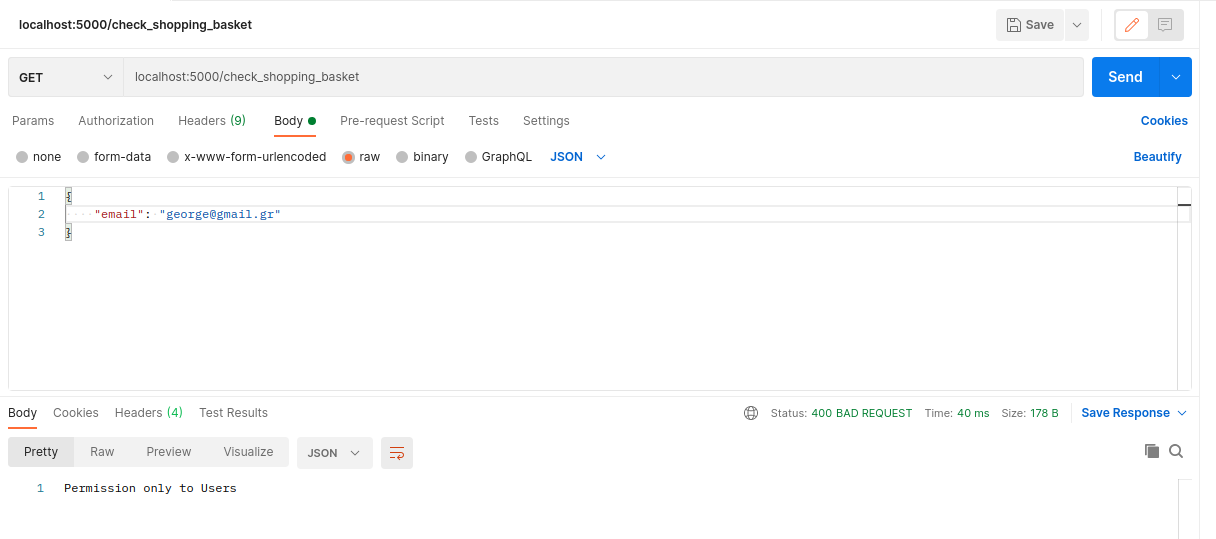 localhost:5000/check_shopping_basket
Save
GET
localhost:5000/check_shopping_basket
Send
Params Authorization Headers (9) Body Pre-request Script Tests Settings Cookies
none form-data x-www-form-urlencoded raw binary GraphQL JSON Beautify
1 {
2 "email": "george@gmail.gr"
3 }
Body Cookies Headers (4) Test Results Status: 400 BAD REQUEST Time: 40 ms Size: 178 B Save Response
Pretty Raw Preview Visualize JSON
1 Permission only to Users